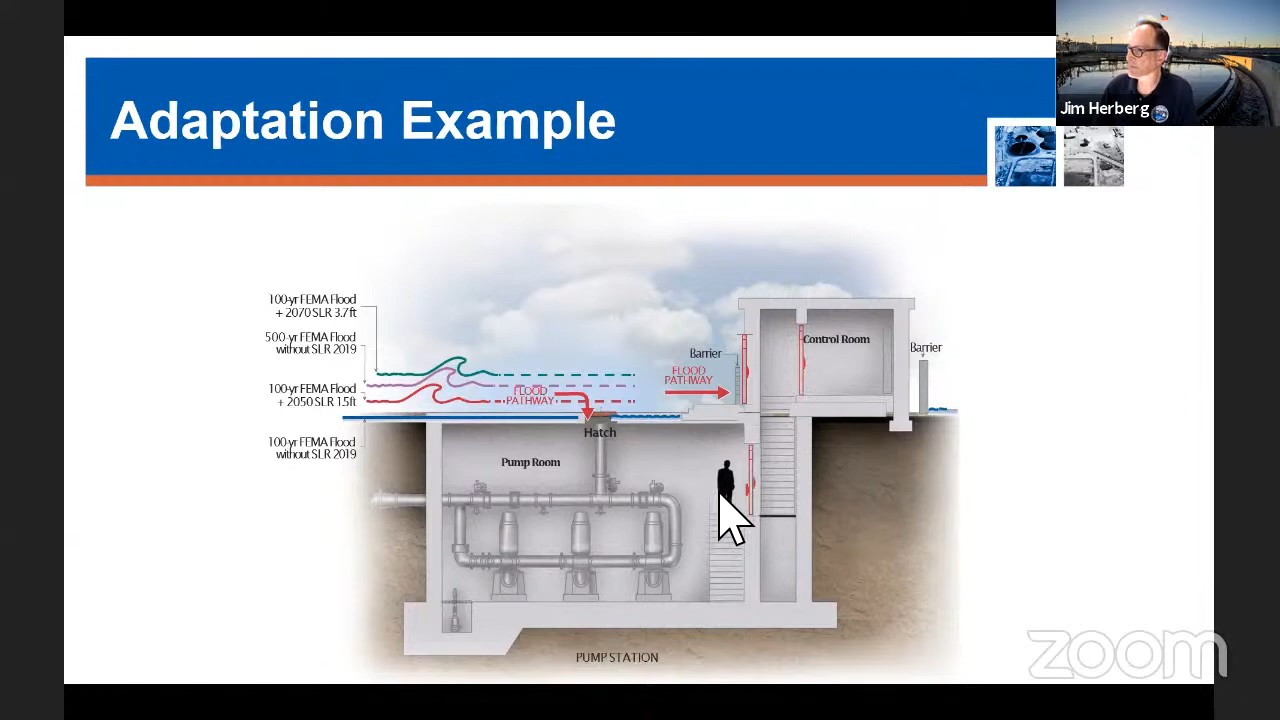 Adaptation Example
Jim Herberg
100-yr FEMA Flood
+ 2070 SLR 3.7ft
500-yr FEMA Flood
without SLR 2019
100-yr FEMA Flood
+ 2050 SLR 1.5ft
100-yr FEMA Flood
without SLR 2019
FLOOD
PATHWAY
Hatch
Pump Room
Barrier
FLOOD
PATHWAY
Control Room
Barrier
PUMP STATION
zoom